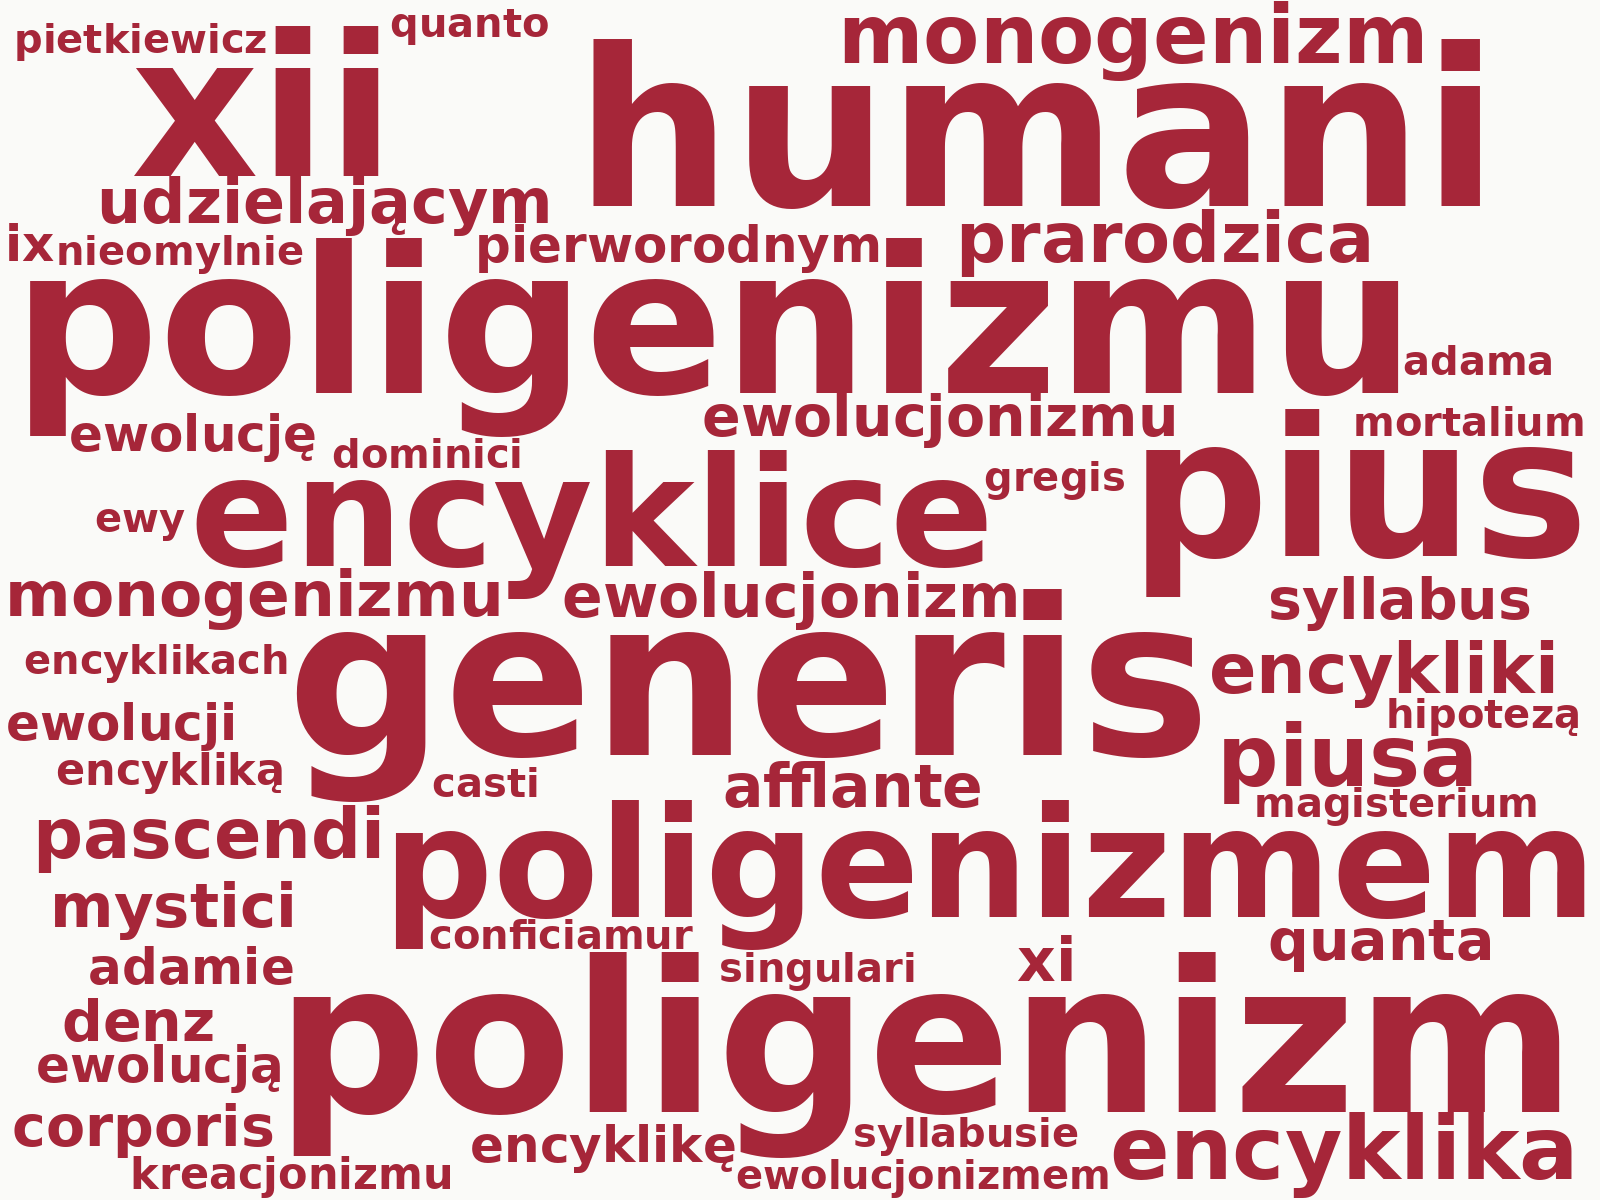 pietkiewicz
quanto
monogenizm
xii
humani
udzielającym
ix
nieomylnie
pierworodnym
prarodzica
poligenizmu
adama
ewolucję
dominici
ewolucjonizmu
mortalium
pius
encyklice
gregis
ewy
monogenizmu
ewolucjonizm
syllabus
generis
encyklikach
encykliki
ewolucji
hipotezą
encykliką
casti
afflante
piusa
magisterium
pascendi
poligenizmem
mystici
conficiamur
quanta
adamie
singulari
xi
denz
poligenizm
ewolucją
corporis
encyklikę
syllabusie
encyklika
kreacjonizmu
ewolucjonizmem